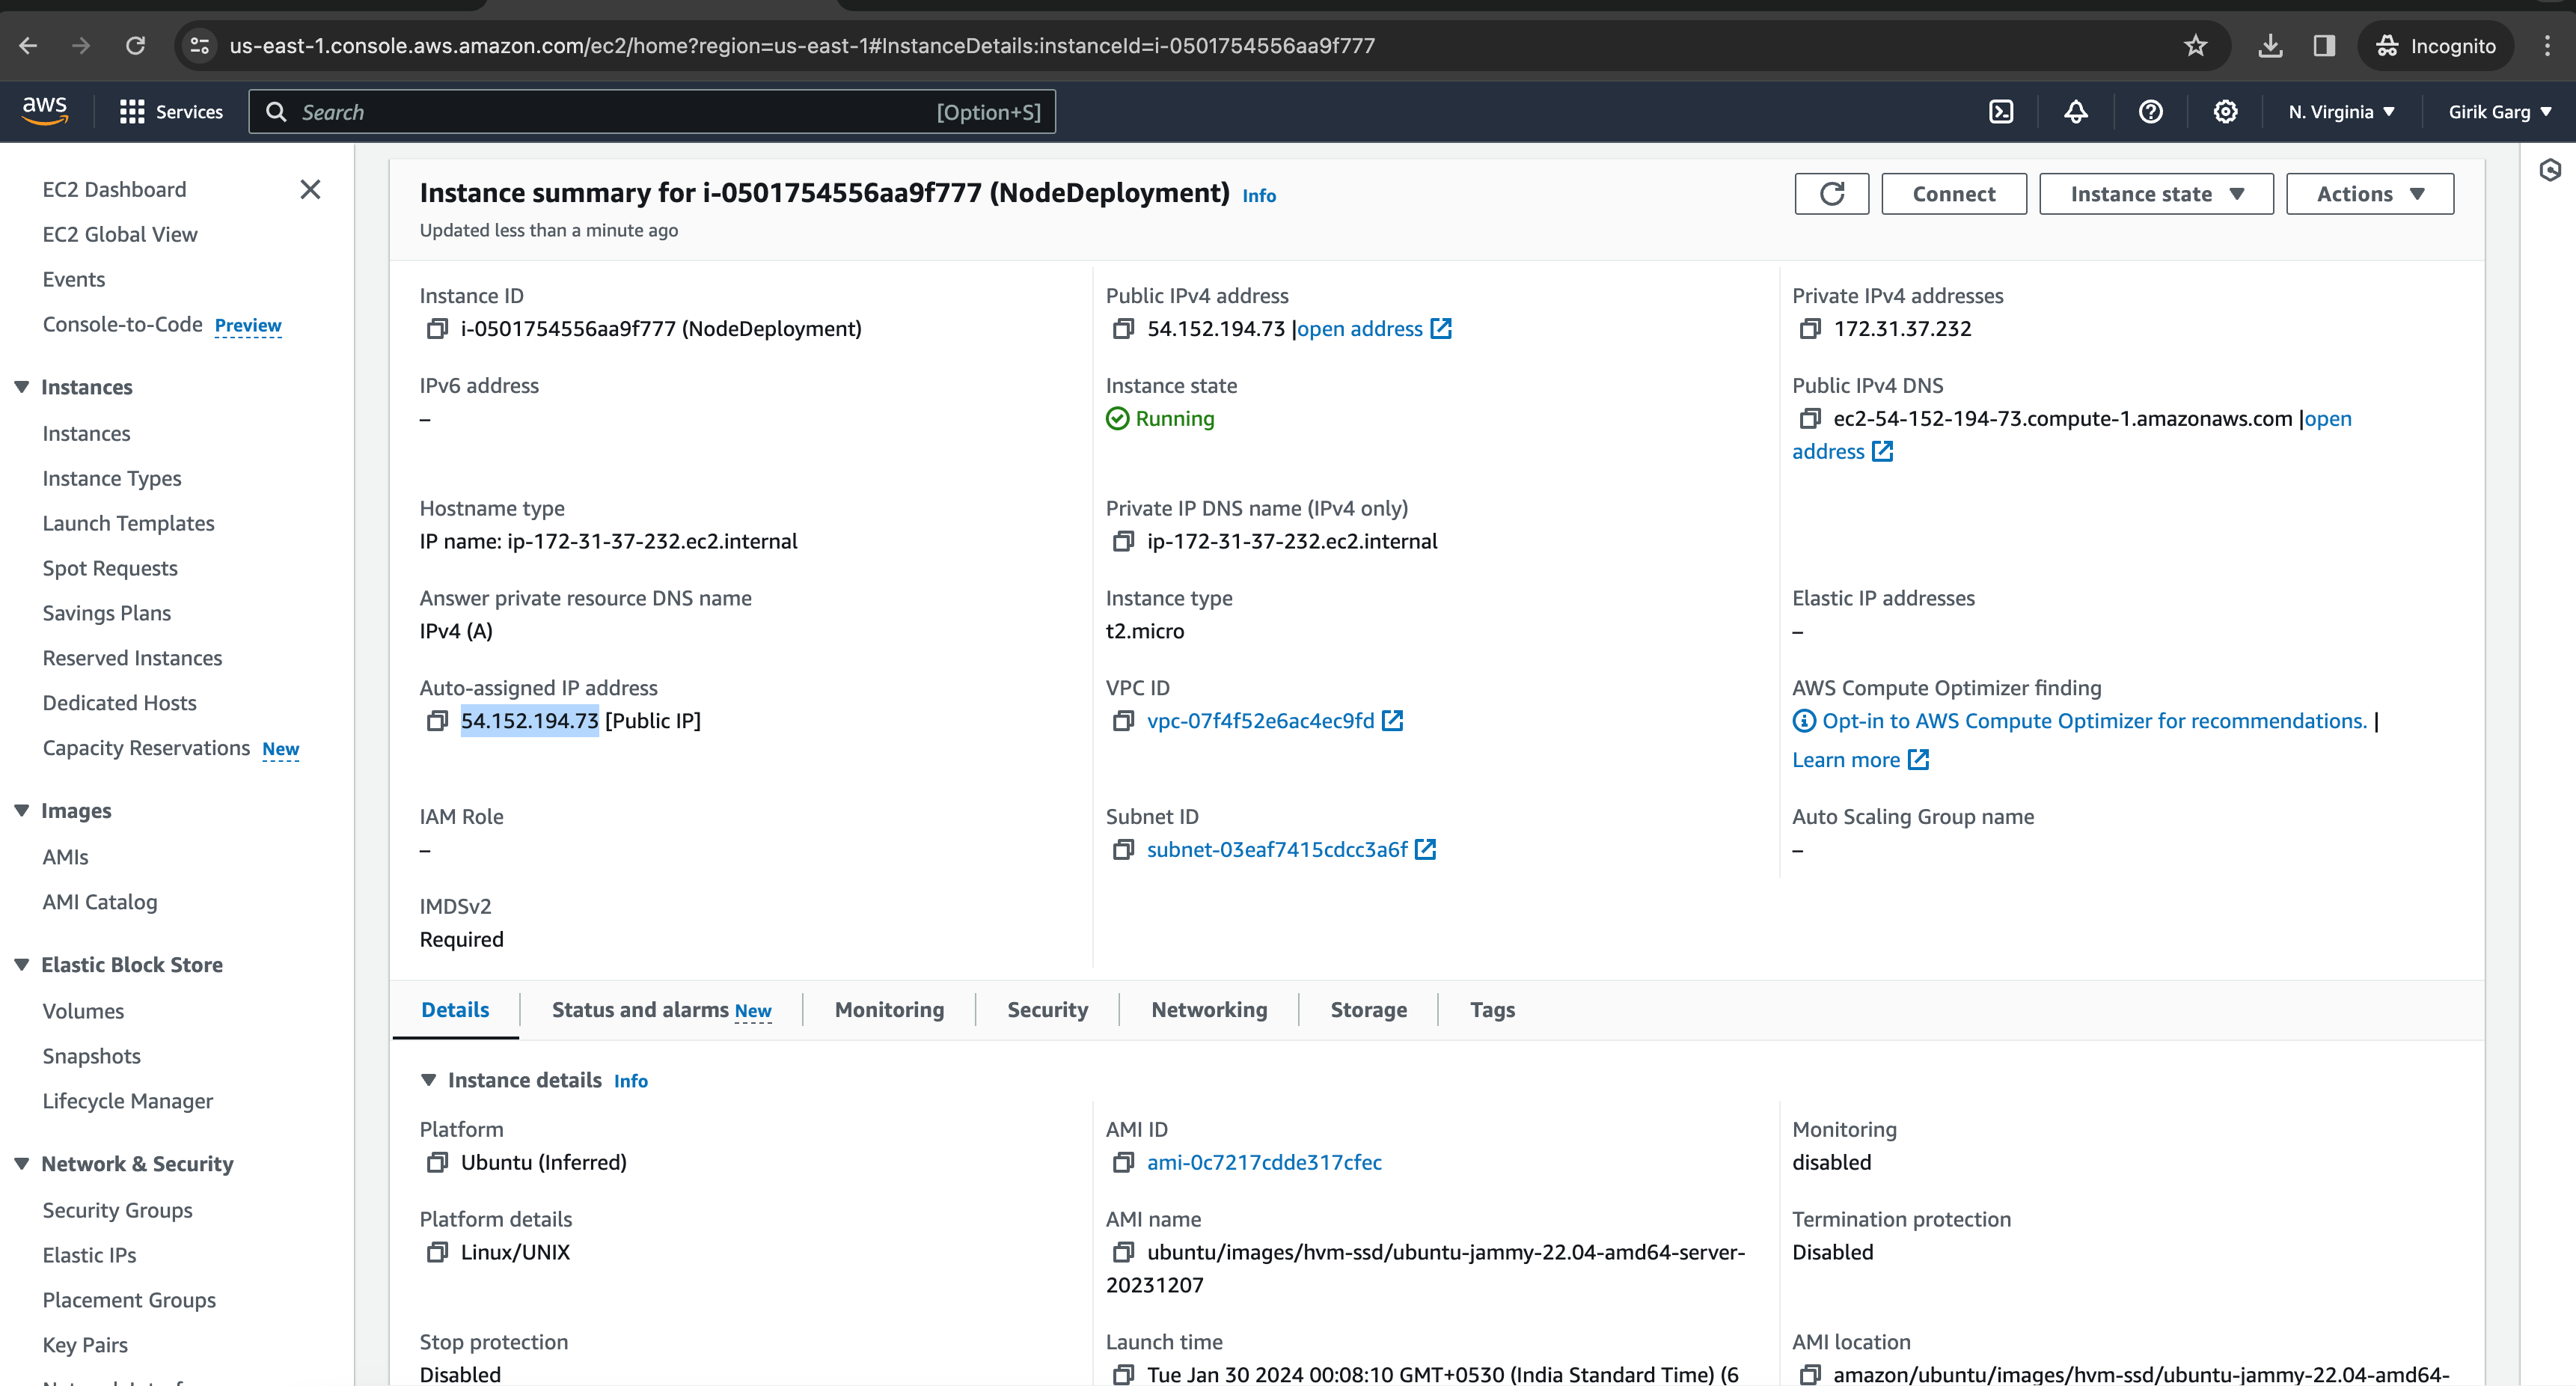 us-east-1.console.aws.amazon.com/ec2/home?region=us-east-1#InstanceDetails:instanceId=i-0501754556aa9f777
Incognito
aws
Services
Search
[Option+S]
N. Virginia
Girik Garg
EC2 Dashboard
EC2 Global View
Events
Console-to-Code Preview
Instances
Instances
Instance Types
Launch Templates
Spot Requests
Savings Plans
Reserved Instances
Dedicated Hosts
Capacity Reservations New
Images
AMIs
AMI Catalog
Elastic Block Store
Volumes
Snapshots
Lifecycle Manager
Network & Security
Security Groups
Elastic IPs
Placement Groups
Key Pairs
Instance summary for i-0501754556aa9f777 (NodeDeployment) Info
Updated less than a minute ago
Connect
Instance state
Actions
Instance ID
i-0501754556aa9f777 (NodeDeployment)
Public IPv4 address
54.152.194.73 |open address
Private IPv4 addresses
172.31.37.232
IPv6 address
–
Instance state
Running
Public IPv4 DNS
ec2-54-152-194-73.compute-1.amazonaws.com |open
address
Hostname type
IP name: ip-172-31-37-232.ec2.internal
Private IP DNS name (IPv4 only)
ip-172-31-37-232.ec2.internal
Answer private resource DNS name
IPv4 (A)
Instance type
t2.micro
Elastic IP addresses
–
Auto-assigned IP address
54.152.194.73 [Public IP]
VPC ID
vpc-07f4f52e6ac4ec9fd
AWS Compute Optimizer finding
Opt-in to AWS Compute Optimizer for recommendations. |
Learn more
IAM Role
–
Subnet ID
subnet-03eaf7415cdcc3a6f
Auto Scaling Group name
–
IMDSv2
Required
Details
Status and alarms New
Monitoring
Security
Networking
Storage
Tags
Instance details Info
Platform
Ubuntu (Inferred)
AMI ID
ami-0c7217cdde317cfec
Monitoring
disabled
Platform details
Linux/UNIX
AMI name
ubuntu/images/hvm-ssd/ubuntu-jammy-22.04-amd64-server-
20231207
Termination protection
Disabled
Stop protection
Disabled
Launch time
Tue Jan 30 2024 00:08:10 GMT+0530 (India Standard Time) (6
AMI location
amazon/ubuntu/images/hvm-ssd/ubuntu-jammy-22.04-amd64-